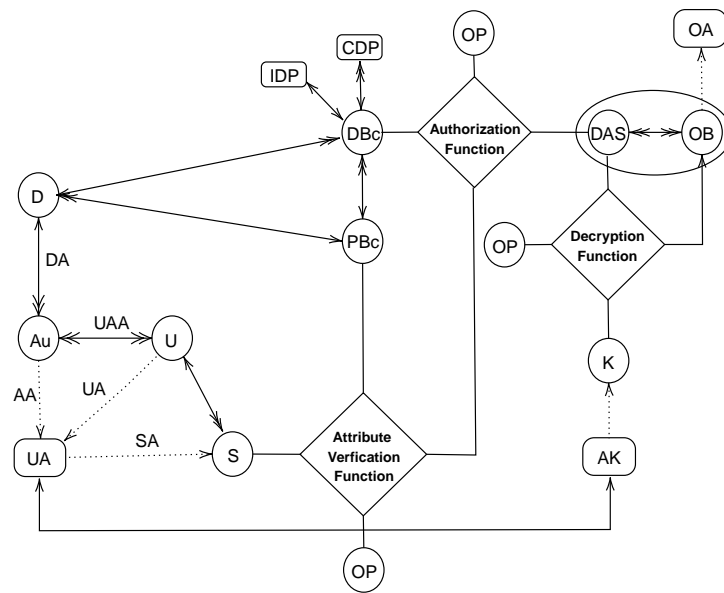 OP
OA
CDP
IDP
DBc
Authorization
Function
DAS
OB
D
PBc
OP
Decryption
Function
DA
Au
UAA
U
K
AA
UA
UA
SA
S
Attribute
Verfication
Function
AK
OP